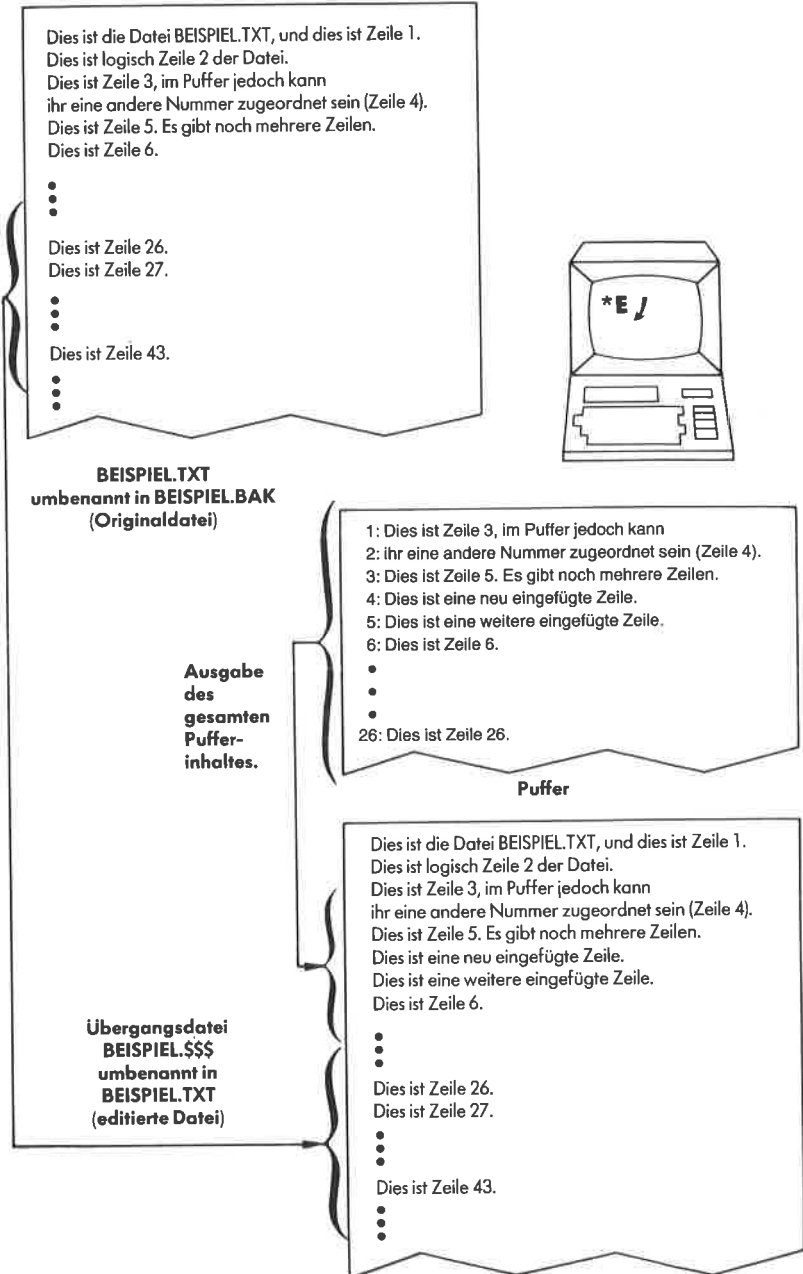 Dies ist die Datei BEISPIEL.TXT, und dies ist Zeile 1.
Dies ist logisch Zeile 2 der Datei.
Dies ist Zeile 3, im Puffer jedoch kann
ihr eine andere Nummer zugeordnet sein (Zeile 4).
Dies ist Zeile 5. Es gibt noch mehrere Zeilen.
Dies ist Zeile 6.
Dies ist Zeile 26.
Dies ist Zeile 27.
Dies ist Zeile 43.
*E
BEISPIEL.TXT
umbenannt in BEISPIEL.BAK
(Originaldatei)
1: Dies ist Zeile 3, im Puffer jedoch kann
2: ihr eine andere Nummer zugeordnet sein (Zeile 4).
3: Dies ist Zeile 5. Es gibt noch mehrere Zeilen.
4: Dies ist eine neu eingefügte Zeile.
5: Dies ist eine weitere eingefügte Zeile.
6: Dies ist Zeile 6.
26: Dies ist Zeile 26.
Ausgabe
des
gesamten
Puffer-
inhaltes.
Puffer
Dies ist die Datei BEISPIEL.TXT, und dies ist Zeile 1.
Dies ist logisch Zeile 2 der Datei.
Dies ist Zeile 3, im Puffer jedoch kann
ihr eine andere Nummer zugeordnet sein (Zeile 4).
Dies ist Zeile 5. Es gibt noch mehrere Zeilen.
Dies ist eine neu eingefügte Zeile.
Dies ist eine weitere eingefügte Zeile.
Dies ist Zeile 6.
Dies ist Zeile 26.
Dies ist Zeile 27.
Dies ist Zeile 43.
Übergangsdatei
BEISPIEL.$$$
umbenannt in
BEISPIEL.TXT
(editierte Datei)